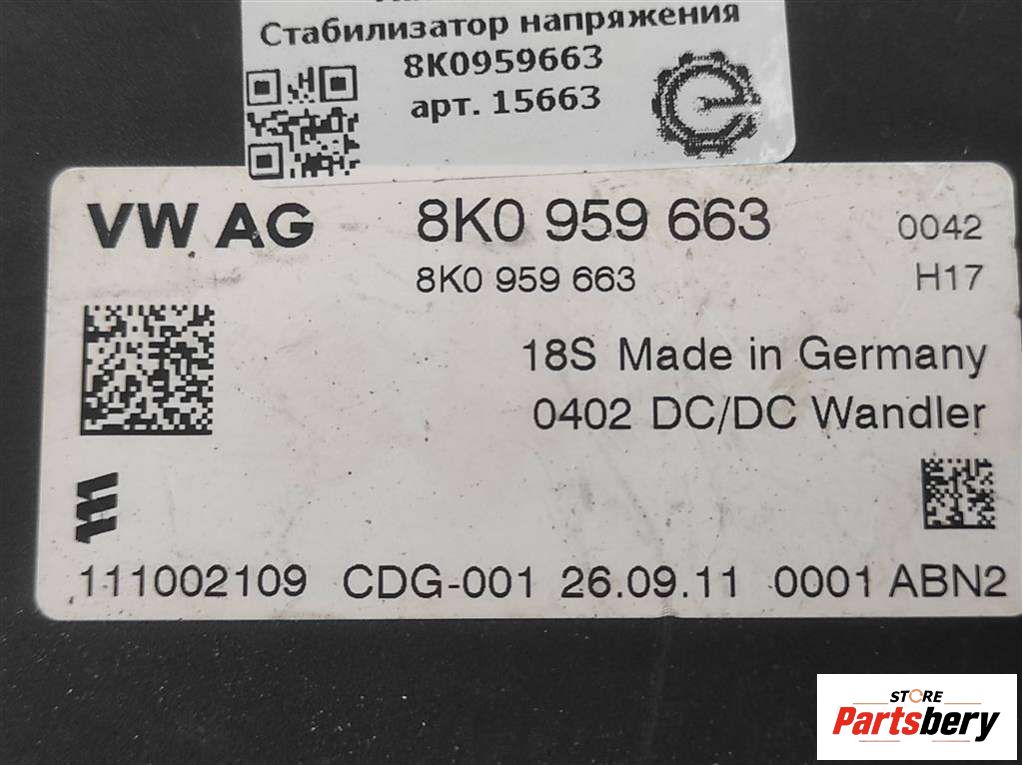 Стабилизатор напряжения
8К0959663
арт. 15663
VW AG 8K0 959 663 0042
8K0 959 663 H17
18S Made in Germany
0402 DC/DC Wandler
111002109 CDG-001 26.09.11 0001 ABN2
STORE
Partsbery